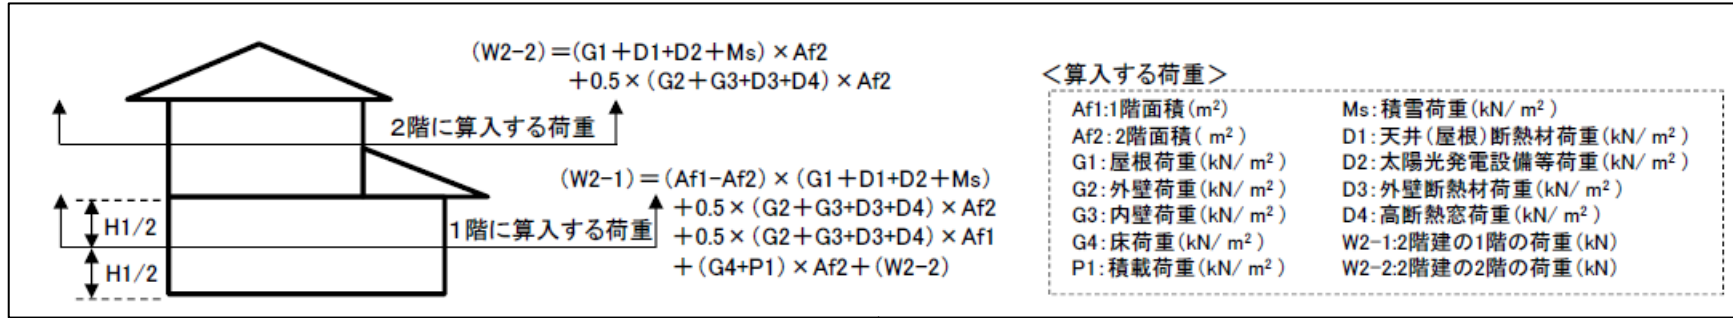 (W2-2)=(G1+D1+D2+Ms)×Af2
+0.5×(G2+G3+D3+D4)×Af2
2階に算入する荷重
(W2-1)=(Af1-Af2)×(G1+D1+D2+Ms)
+0.5×(G2+G3+D3+D4)×Af2
+0.5×(G2+G3+D3+D4)×Af1
+(G4+P1)×Af2+(W2-2)
1階に算入する荷重
H1/2
H1/2
<算入する荷重>
Af1:1階面積(m²)
Af2:2階面積( m²)
G1:屋根荷重(kN/ m²)
G2:外壁荷重(kN/ m²)
G3:内壁荷重(kN/ m²)
G4:床荷重(kN/ m²)
P1:積載荷重(kN/ m²)
Ms:積雪荷重(kN/ m²)
D1:天井(屋根)断熱材荷重(kN/ m²)
D2:太陽光発電設備等荷重(kN/ m²)
D3:外壁断熱材荷重(kN/ m²)
D4:高断熱窓荷重(kN/ m²)
W2-1:2階建の1階の荷重(kN)
W2-2:2階建の2階の荷重(kN)